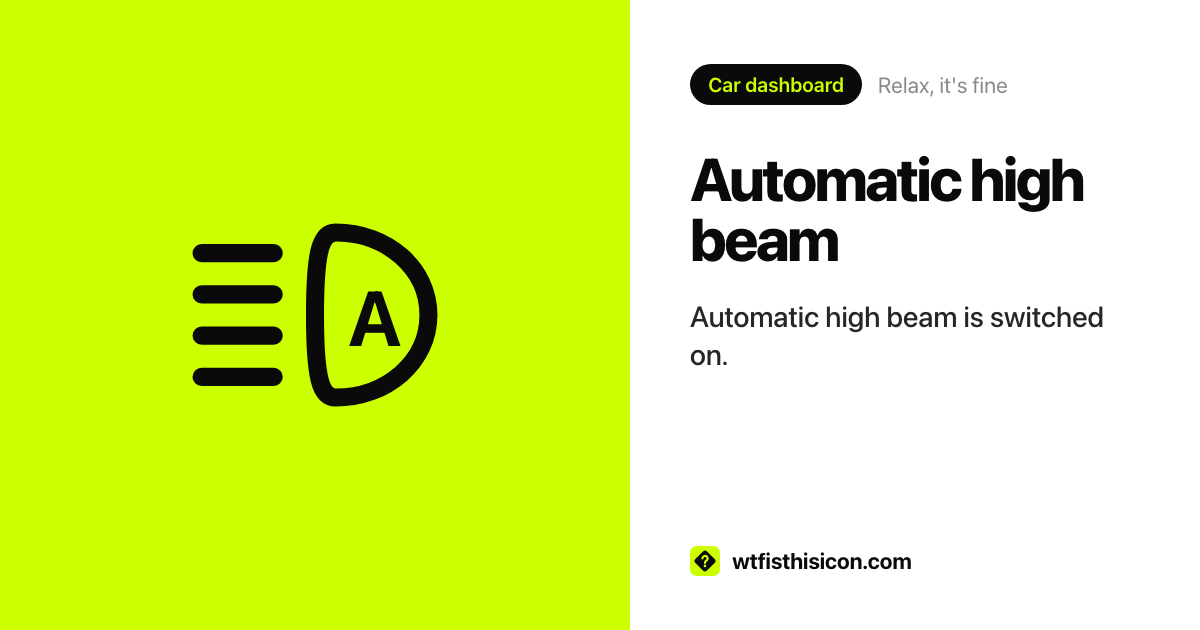 A
Car dashboard
Relax, it's fine
Automatic high
beam
Automatic high beam is switched
on.
?
wtfisthisicon.com